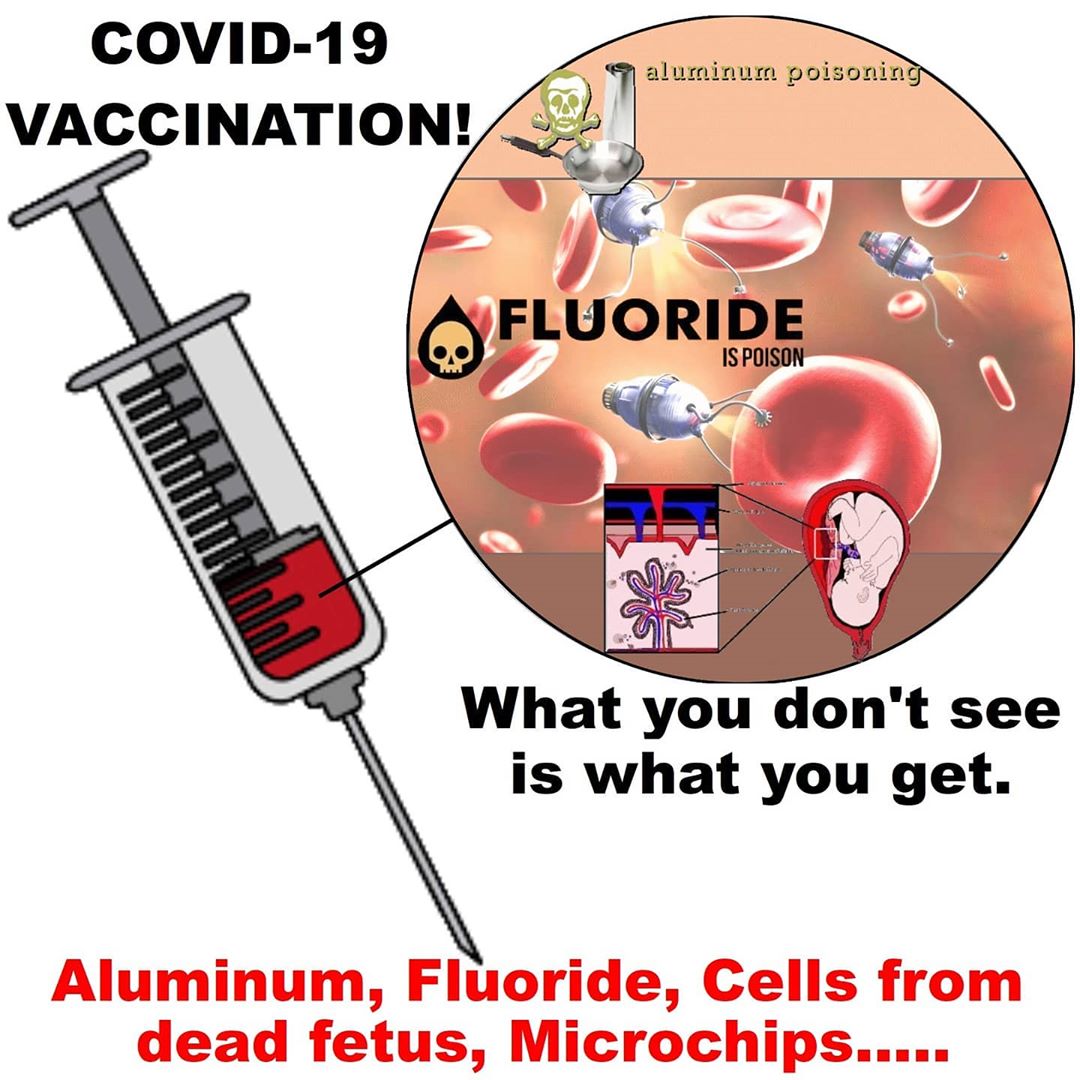 COVID-19
VACCINATION!
aluminum poisoning
FLUORIDE
IS POISON
What you don't see
is what you get.
Aluminum, Fluoride, Cells from
dead fetus, Microchips.....